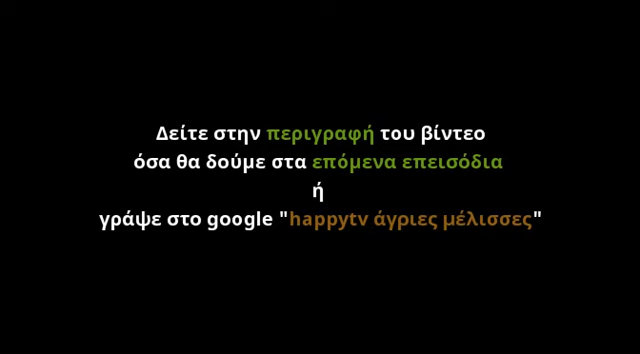 Δείτε στην περιγραφή του βίντεο
όσα θα δούμε στα επόμενα επεισόδια
ή
γράψε στο google "happytv άγριες μέλισσες"